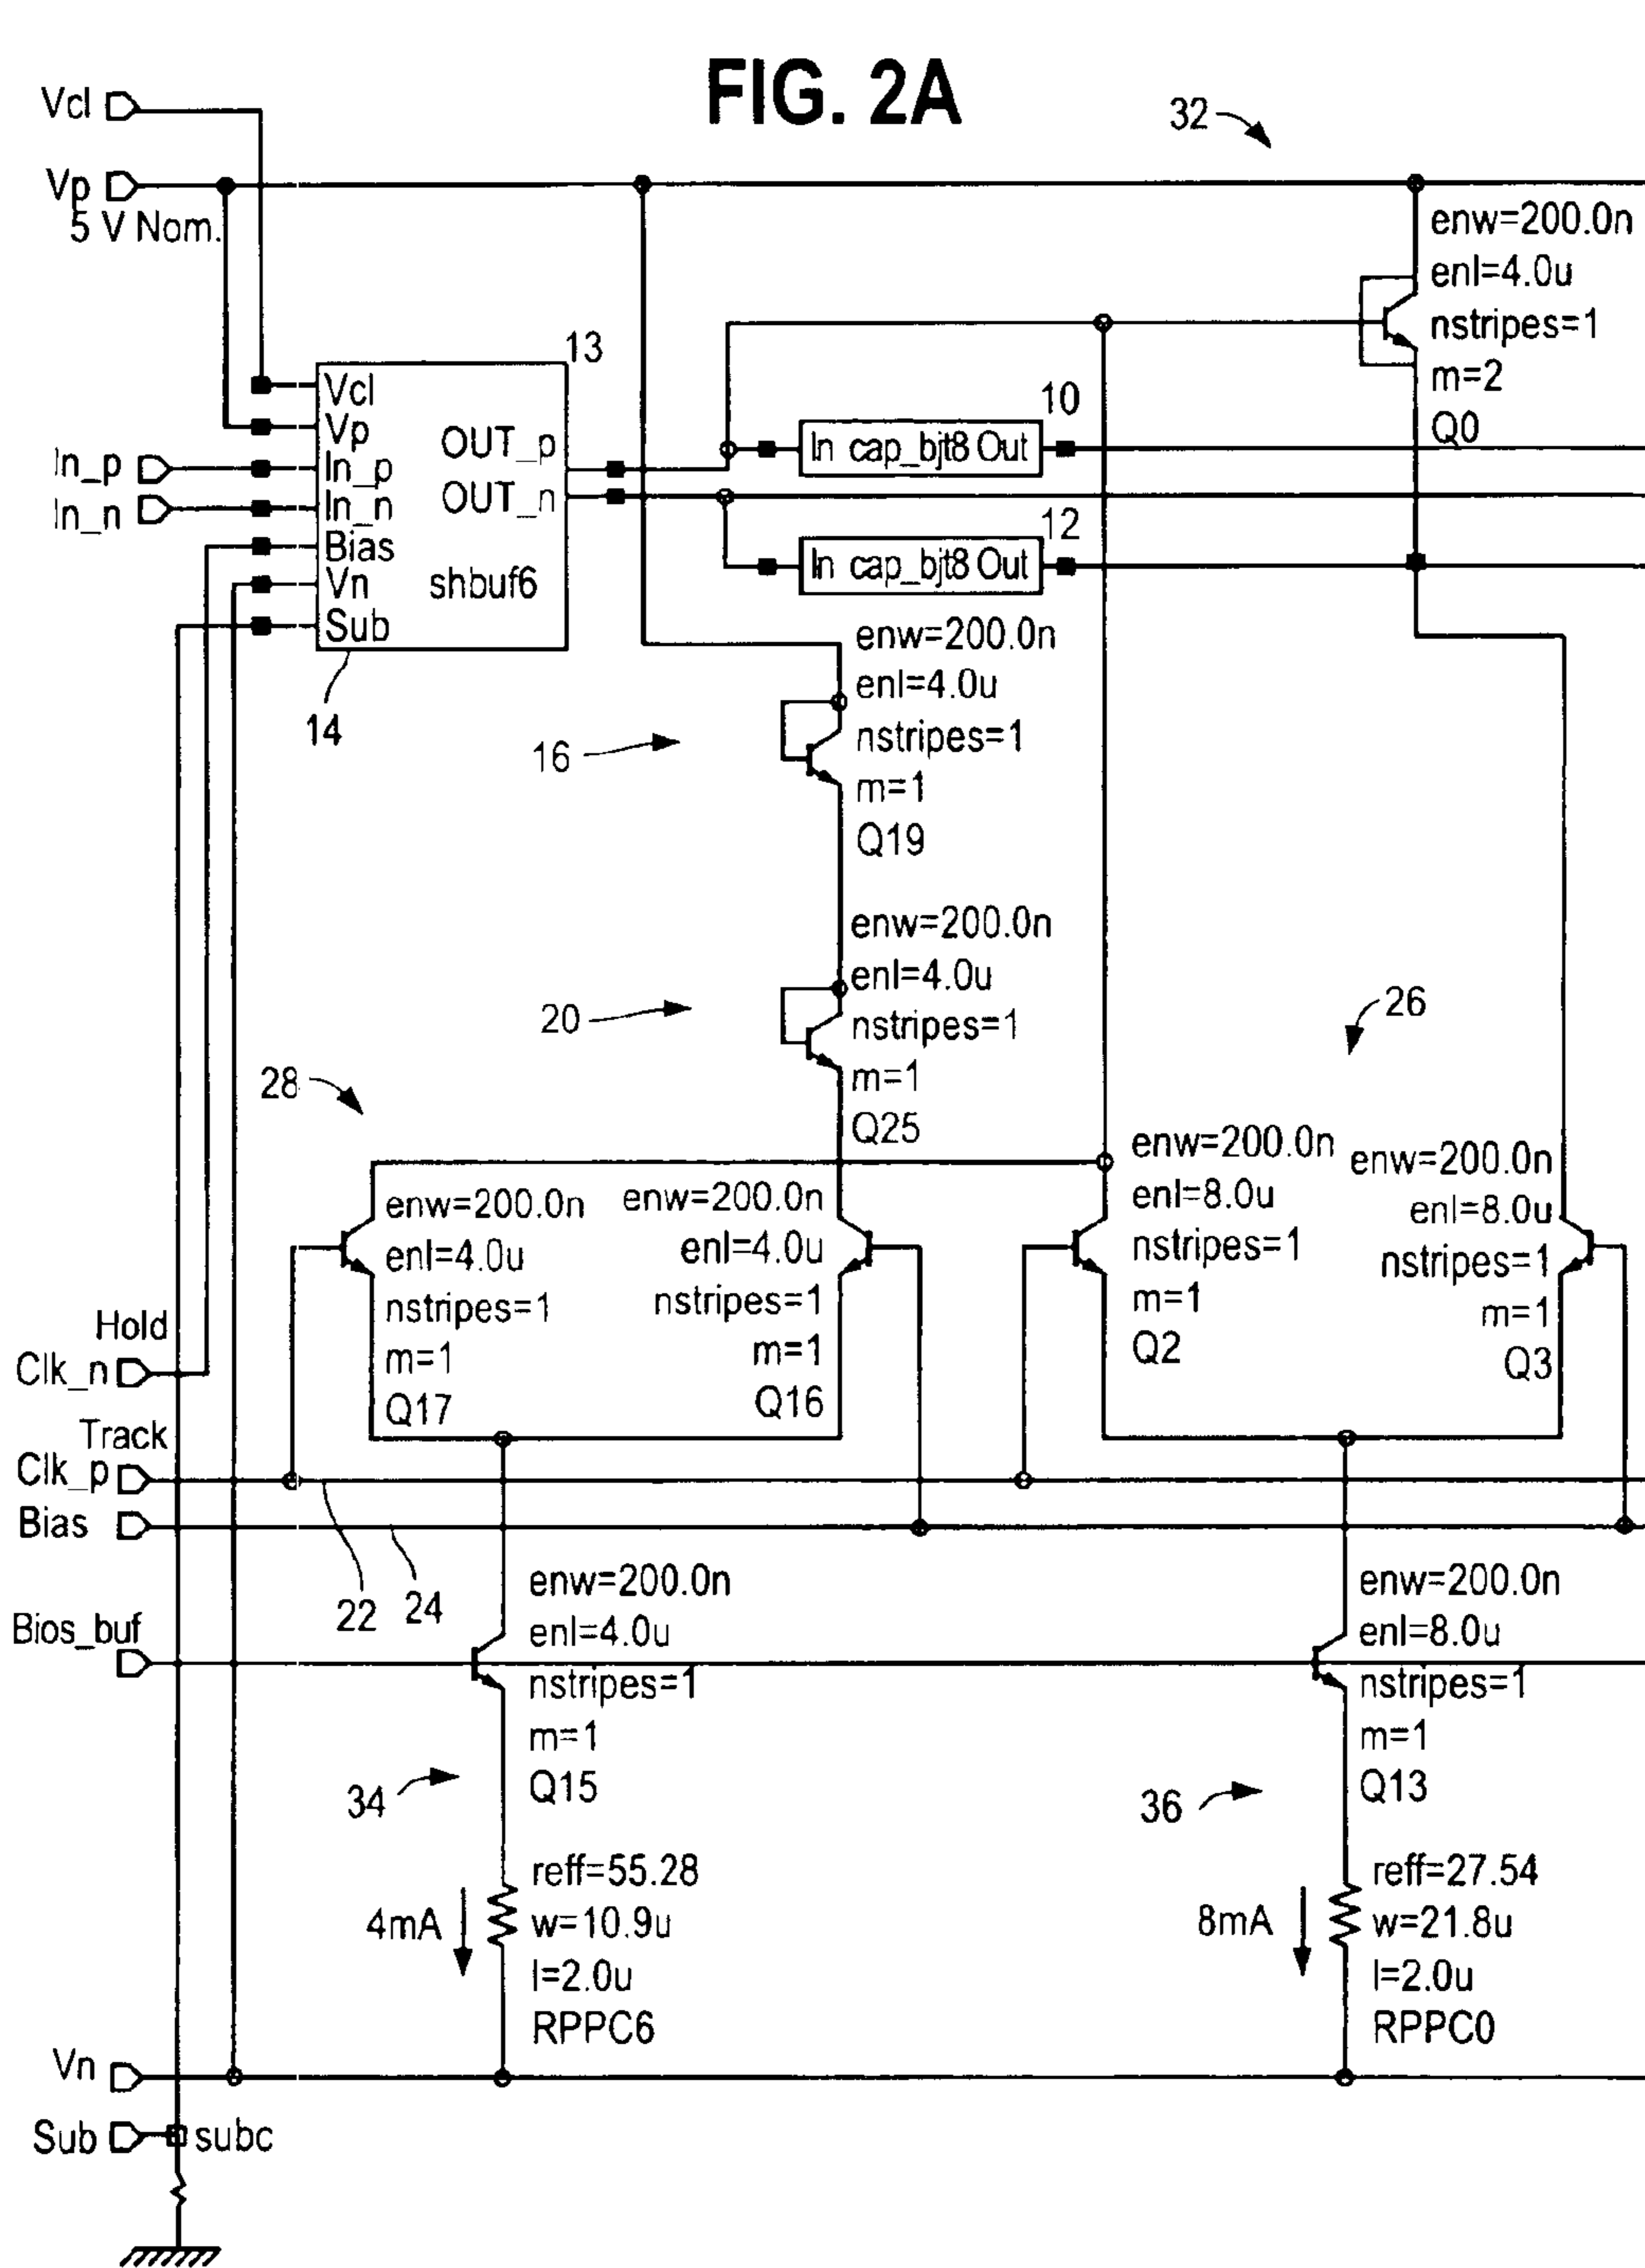 FIG. 2A
32
Vcl
Vp
5 V Nom.
enw=200.0n
enl=4.0u
nstripes=1
m=2
Q0
13
Vcl
Vp
In_p
In_n
Bias
Vn
Sub
OUT_p
OUT_n
shbuf6
14
In_p
In_n
10
In cap_bjt8 Out
12
In cap_bjt8 Out
enw=200.0n
enl=4.0u
nstripes=1
m=1
Q19
16
enw=200.0n
enl=4.0u
nstripes=1
m=1
Q25
20
26
28
enw=200.0n
enl=4.0u
nstripes=1
m=1
Q17
enw=200.0n
enl=4.0u
nstripes=1
m=1
Q16
enw=200.0n
enl=8.0u
nstripes=1
m=1
Q2
enw=200.0n
enl=8.0u
nstripes=1
m=1
Q3
Hold
Clk_n
Track
Clk_p
Bias
22
24
Bios_buf
enw=200.0n
enl=4.0u
nstripes=1
m=1
Q15
34
enw=200.0n
enl=8.0u
nstripes=1
m=1
Q13
36
4mA
reff=55.28
w=10.9u
l=2.0u
RPPC6
8mA
reff=27.54
w=21.8u
l=2.0u
RPPC0
Vn
Sub
subc